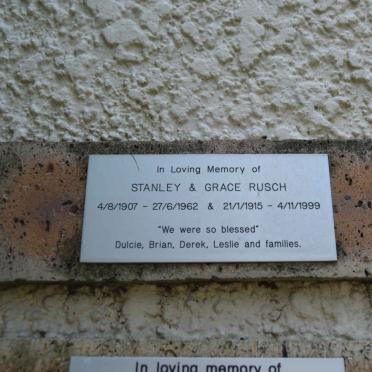 In Loving Memory of
STANLEY & GRACE RUSCH
4/8/1907 - 27/6/1962 & 21/1/1915 - 4/11/1999
"We were so blessed"
Dulcie, Brian, Derek, Leslie and families.
In loving memory of